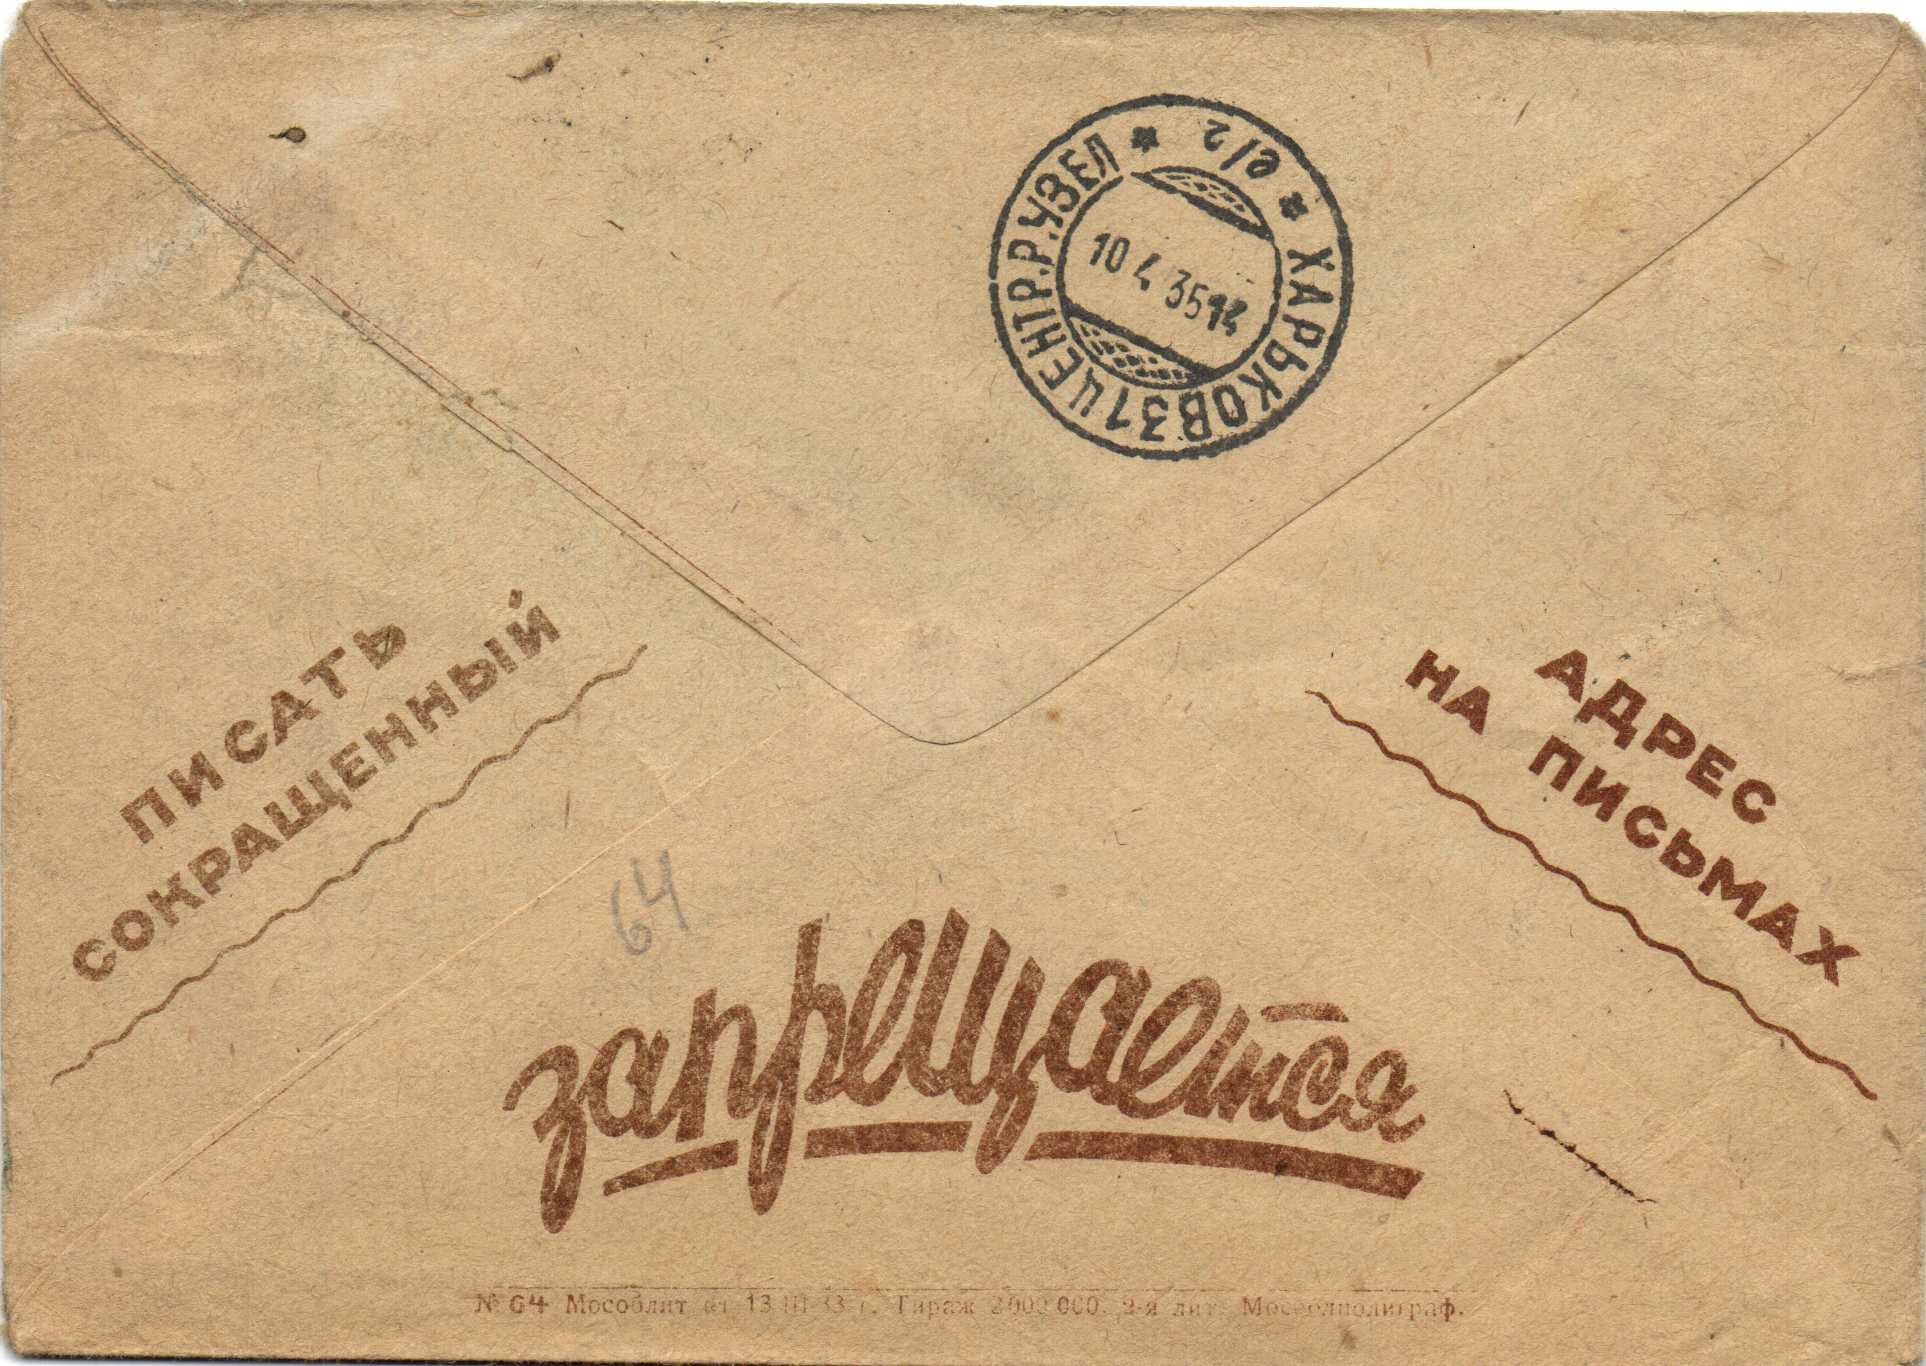 ХАРЬКОВ 31 ЦЕНТР.Р.УЗЕЛ
10 4 35 14
ПИСАТЬ
СОКРАЩЕННЫЙ
АДРЕС
НА ПИСЬМАХ
64
запрещается
№ 64 Мособлит от 13 III-33 г. Тираж 2000 000. 2-я лит. Мособлполиграф.